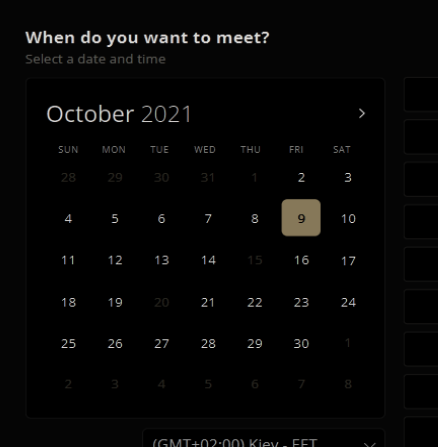 When do you want to meet?
Select a date and time
October 2021
SUN MON TUE WED THU FRI SAT
28 29 30 31 1 2 3
4 5 6 7 8 9 10
11 12 13 14 15 16 17
18 19 20 21 22 23 24
25 26 27 28 29 30 1
2 3 4 5 6 7 8
(GMT+02:00) Kiev - EET